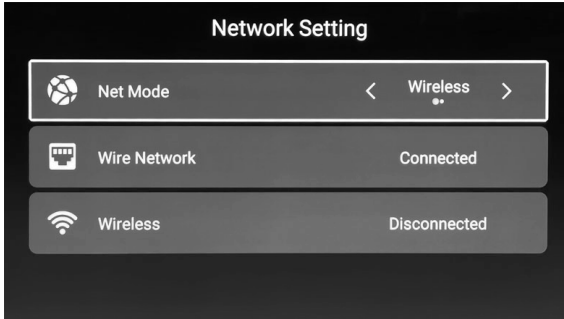 Network Setting
Net Mode
Wireless
Wire Network
Connected
Wireless
Disconnected